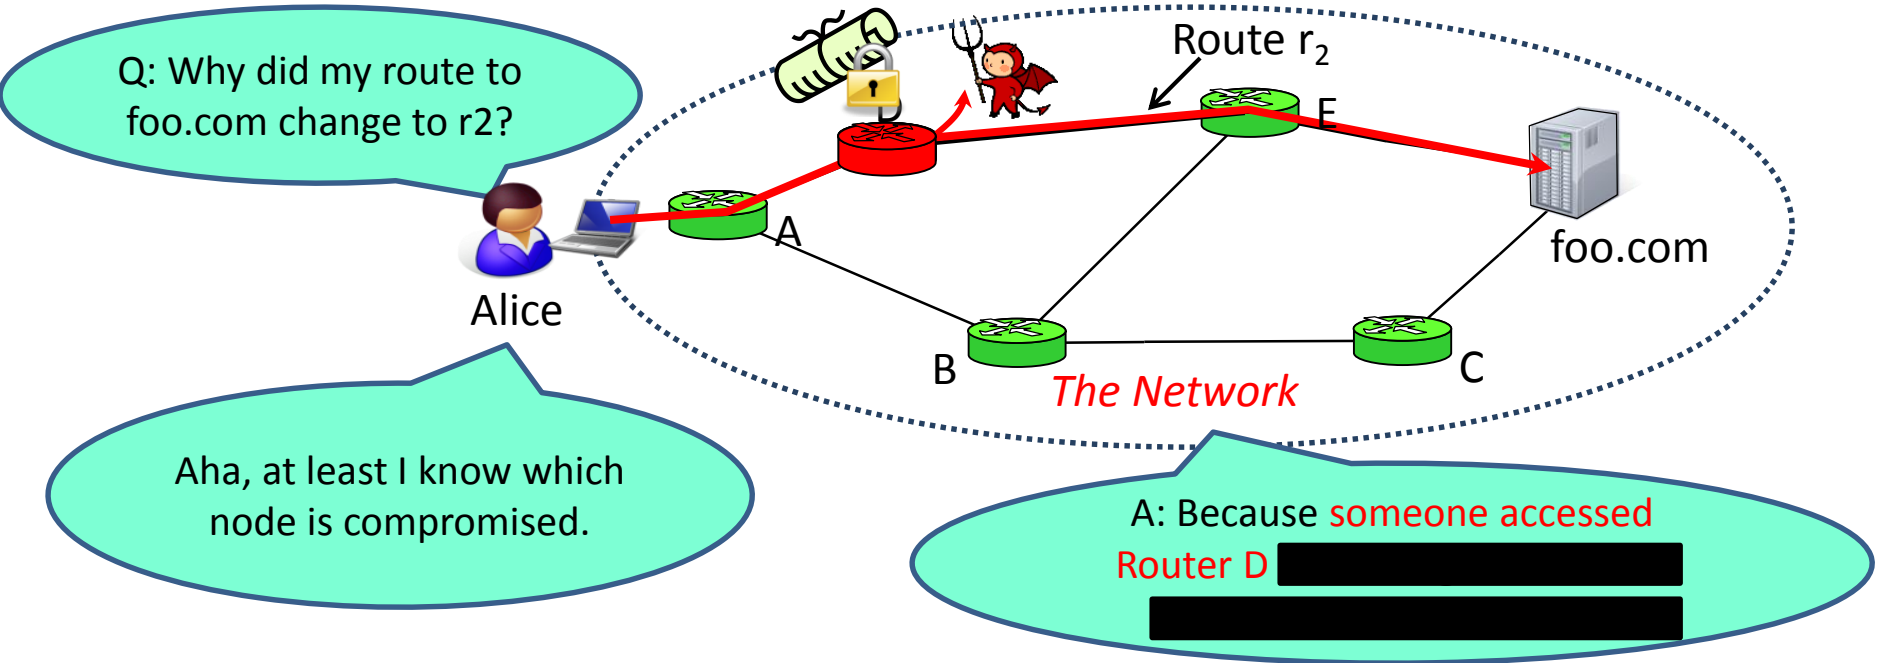 Q: Why did my route to
foo.com change to r2?
Route r₂
D
E
A
foo.com
Alice
B
C
The Network
Aha, at least I know which
node is compromised.
A: Because someone accessed
Router D